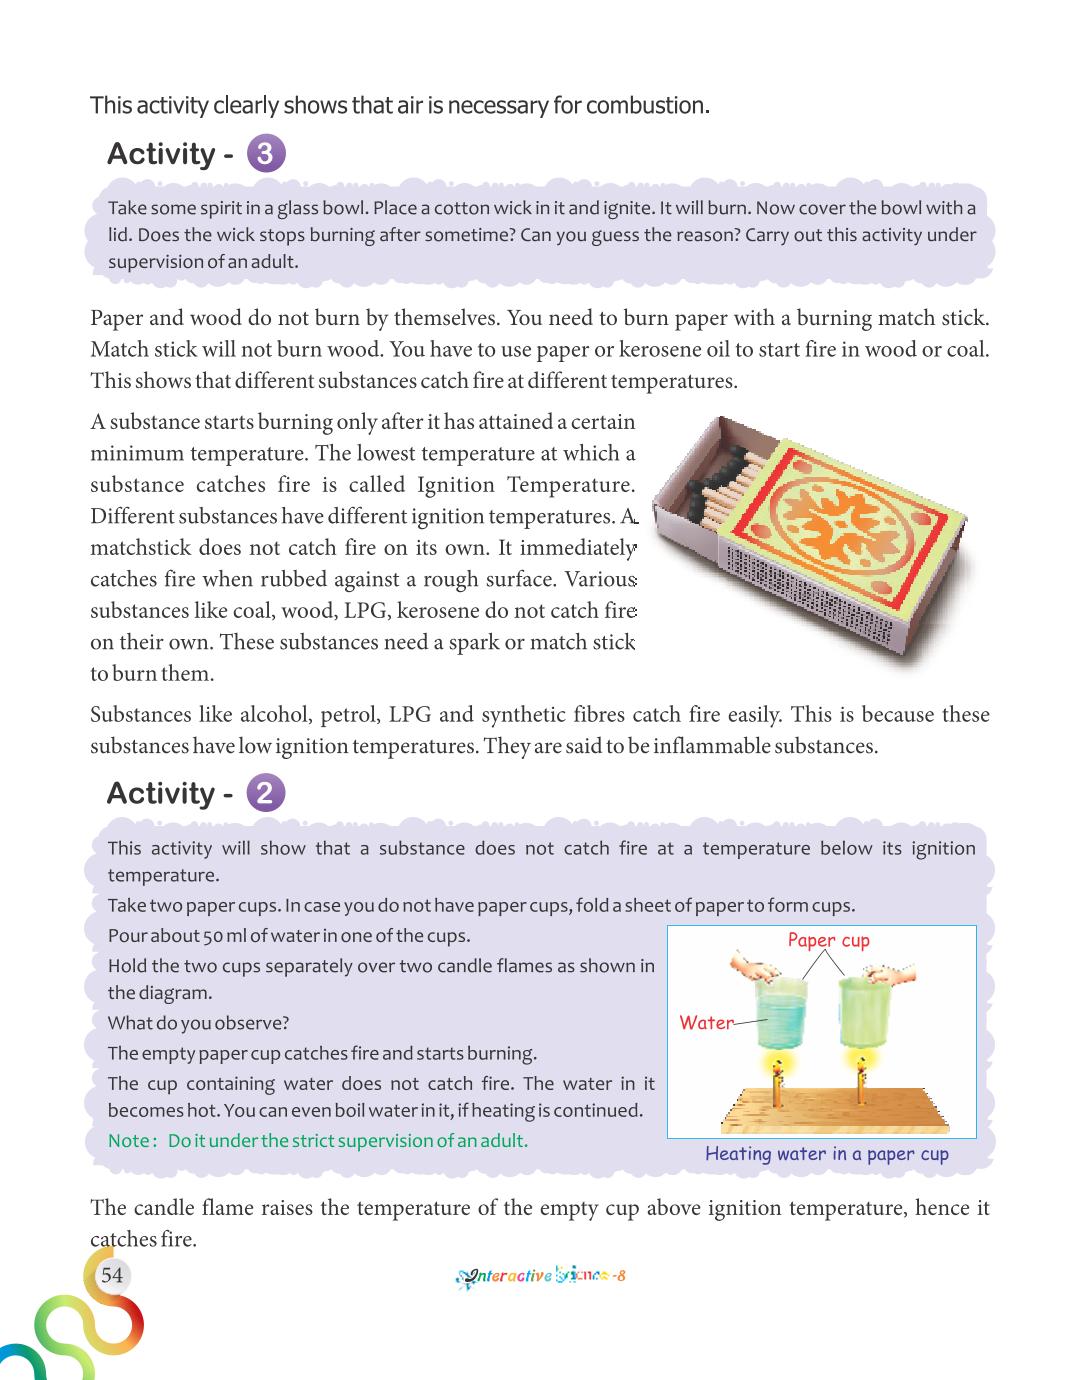 This activity clearly shows that air is necessary for combustion.
Activity - 3
Take some spirit in a glass bowl. Place a cotton wick in it and ignite. It will burn. Now cover the bowl with a
lid. Does the wick stops burning after sometime? Can you guess the reason? Carry out this activity under
supervision of an adult.
Paper and wood do not burn by themselves. You need to burn paper with a burning match stick.
Match stick will not burn wood. You have to use paper or kerosene oil to start fire in wood or coal.
This shows that different substances catch fire at different temperatures.
A substance starts burning only after it has attained a certain
minimum temperature. The lowest temperature at which a
substance catches fire is called Ignition Temperature.
Different substances have different ignition temperatures. A
matchstick does not catch fire on its own. It immediately
catches fire when rubbed against a rough surface. Various
substances like coal, wood, LPG, kerosene do not catch fire
on their own. These substances need a spark or match stick
to burn them.
Substances like alcohol, petrol, LPG and synthetic fibres catch fire easily. This is because these
substances have low ignition temperatures. They are said to be inflammable substances.
Activity - 2
This activity will show that a substance does not catch fire at a temperature below its ignition
temperature.
Take two paper cups. In case you do not have paper cups, fold a sheet of paper to form cups.
Pour about 50 ml of water in one of the cups.
Hold the two cups separately over two candle flames as shown in
the diagram.
What do you observe?
The empty paper cup catches fire and starts burning.
The cup containing water does not catch fire. The water in it
becomes hot. You can even boil water in it, if heating is continued.
Note : Do it under the strict supervision of an adult.
Paper cup
Water
Heating water in a paper cup
The candle flame raises the temperature of the empty cup above ignition temperature, hence it
catches fire.
54
Interactive Science-8